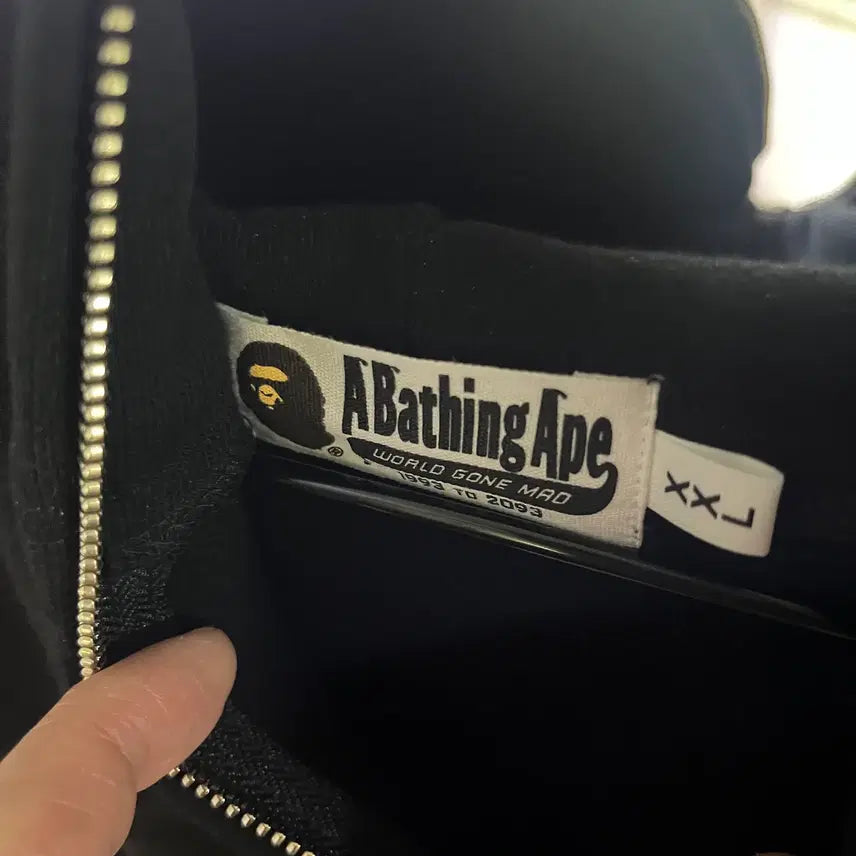 A Bathing Ape
®
WORLD GONE MAD
1993 TO 2093
XXL